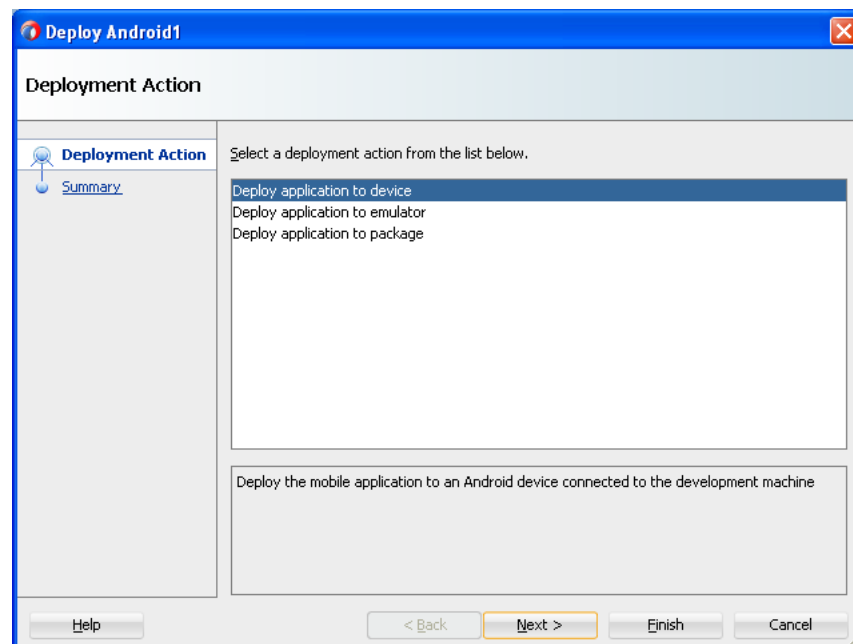 Deploy Android1
Deployment Action
Deployment Action
Summary
Select a deployment action from the list below.
Deploy application to device
Deploy application to emulator
Deploy application to package
Deploy the mobile application to an Android device connected to the development machine
Help
< Back
Next >
Finish
Cancel